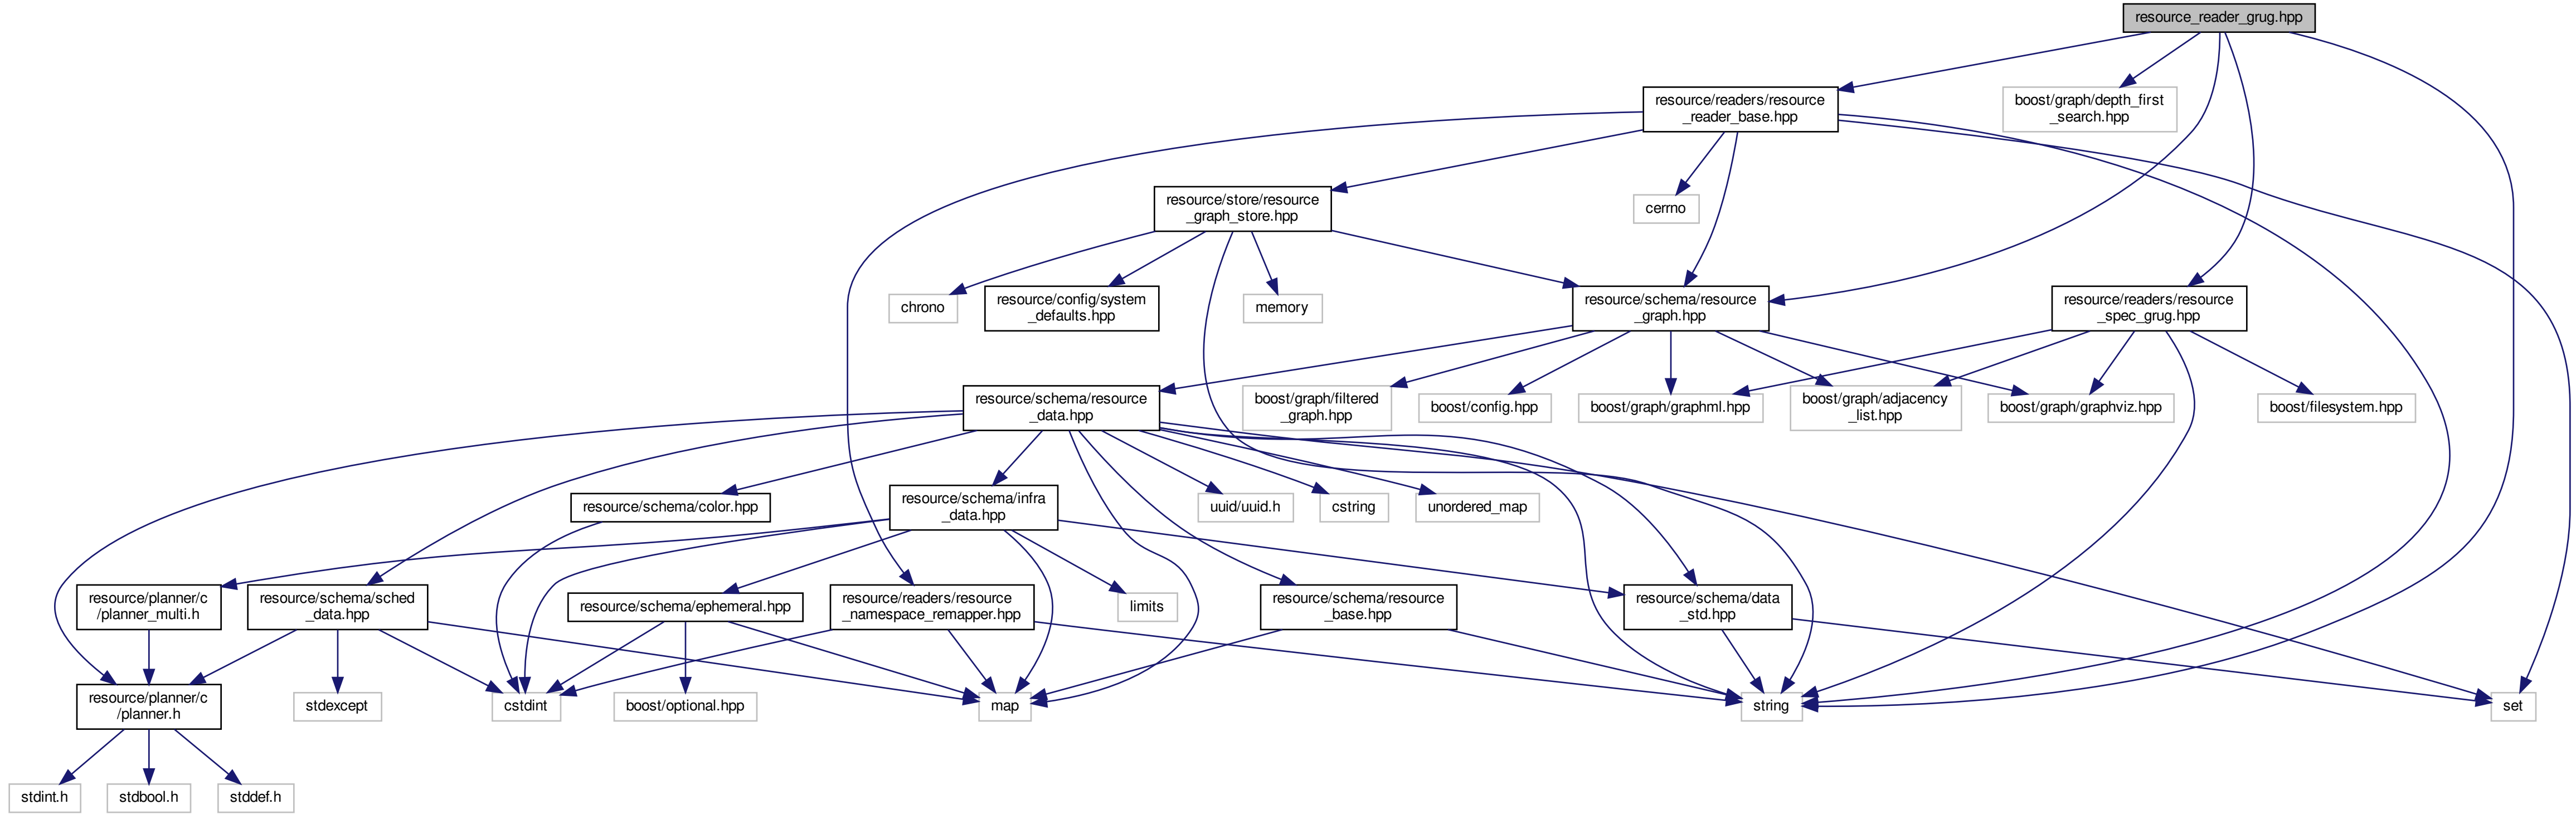 resource_reader_grug.hpp
resource/readers/resource
_reader_base.hpp
boost/graph/depth_first
_search.hpp
resource/store/resource
_graph_store.hpp
cerrno
chrono
resource/config/system
_defaults.hpp
memory
resource/schema/resource
_graph.hpp
resource/readers/resource
_spec_grug.hpp
resource/schema/resource
_data.hpp
boost/graph/filtered
_graph.hpp
boost/config.hpp
boost/graph/graphml.hpp
boost/graph/adjacency
_list.hpp
boost/graph/graphviz.hpp
boost/filesystem.hpp
resource/schema/color.hpp
resource/schema/infra
_data.hpp
uuid/uuid.h
cstring
unordered_map
resource/planner/c
/planner_multi.h
resource/schema/sched
_data.hpp
resource/schema/ephemeral.hpp
resource/readers/resource
_namespace_remapper.hpp
limits
resource/schema/resource
_base.hpp
resource/schema/data
_std.hpp
resource/planner/c
/planner.h
stdexcept
cstdint
boost/optional.hpp
map
string
set
stdint.h
stdbool.h
stddef.h